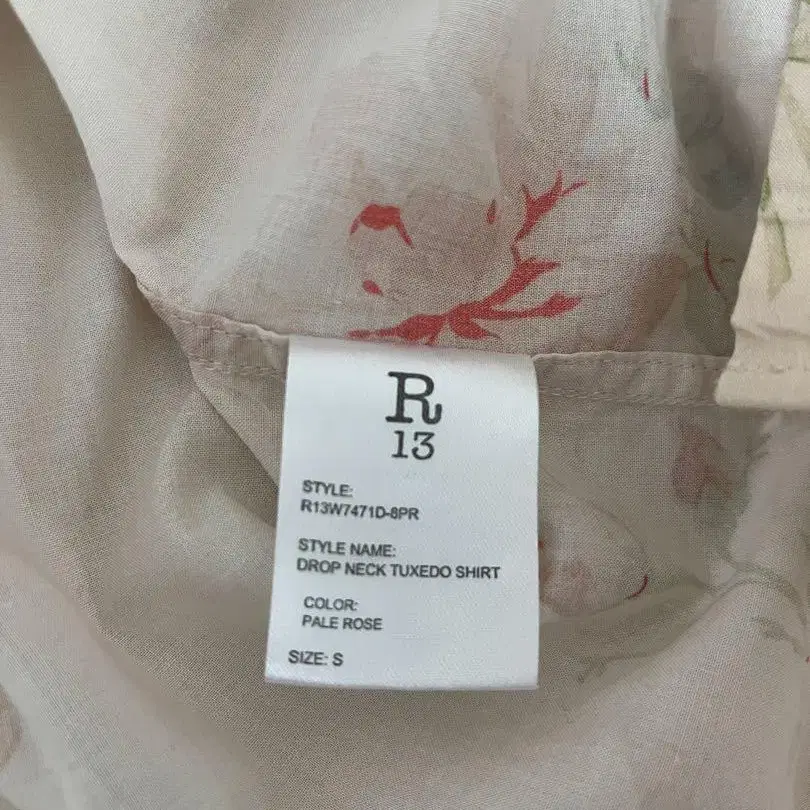 R
13
STYLE:
R13W7471D-8PR
STYLE NAME:
DROP NECK TUXEDO SHIRT
COLOR:
PALE ROSE
SIZE: S